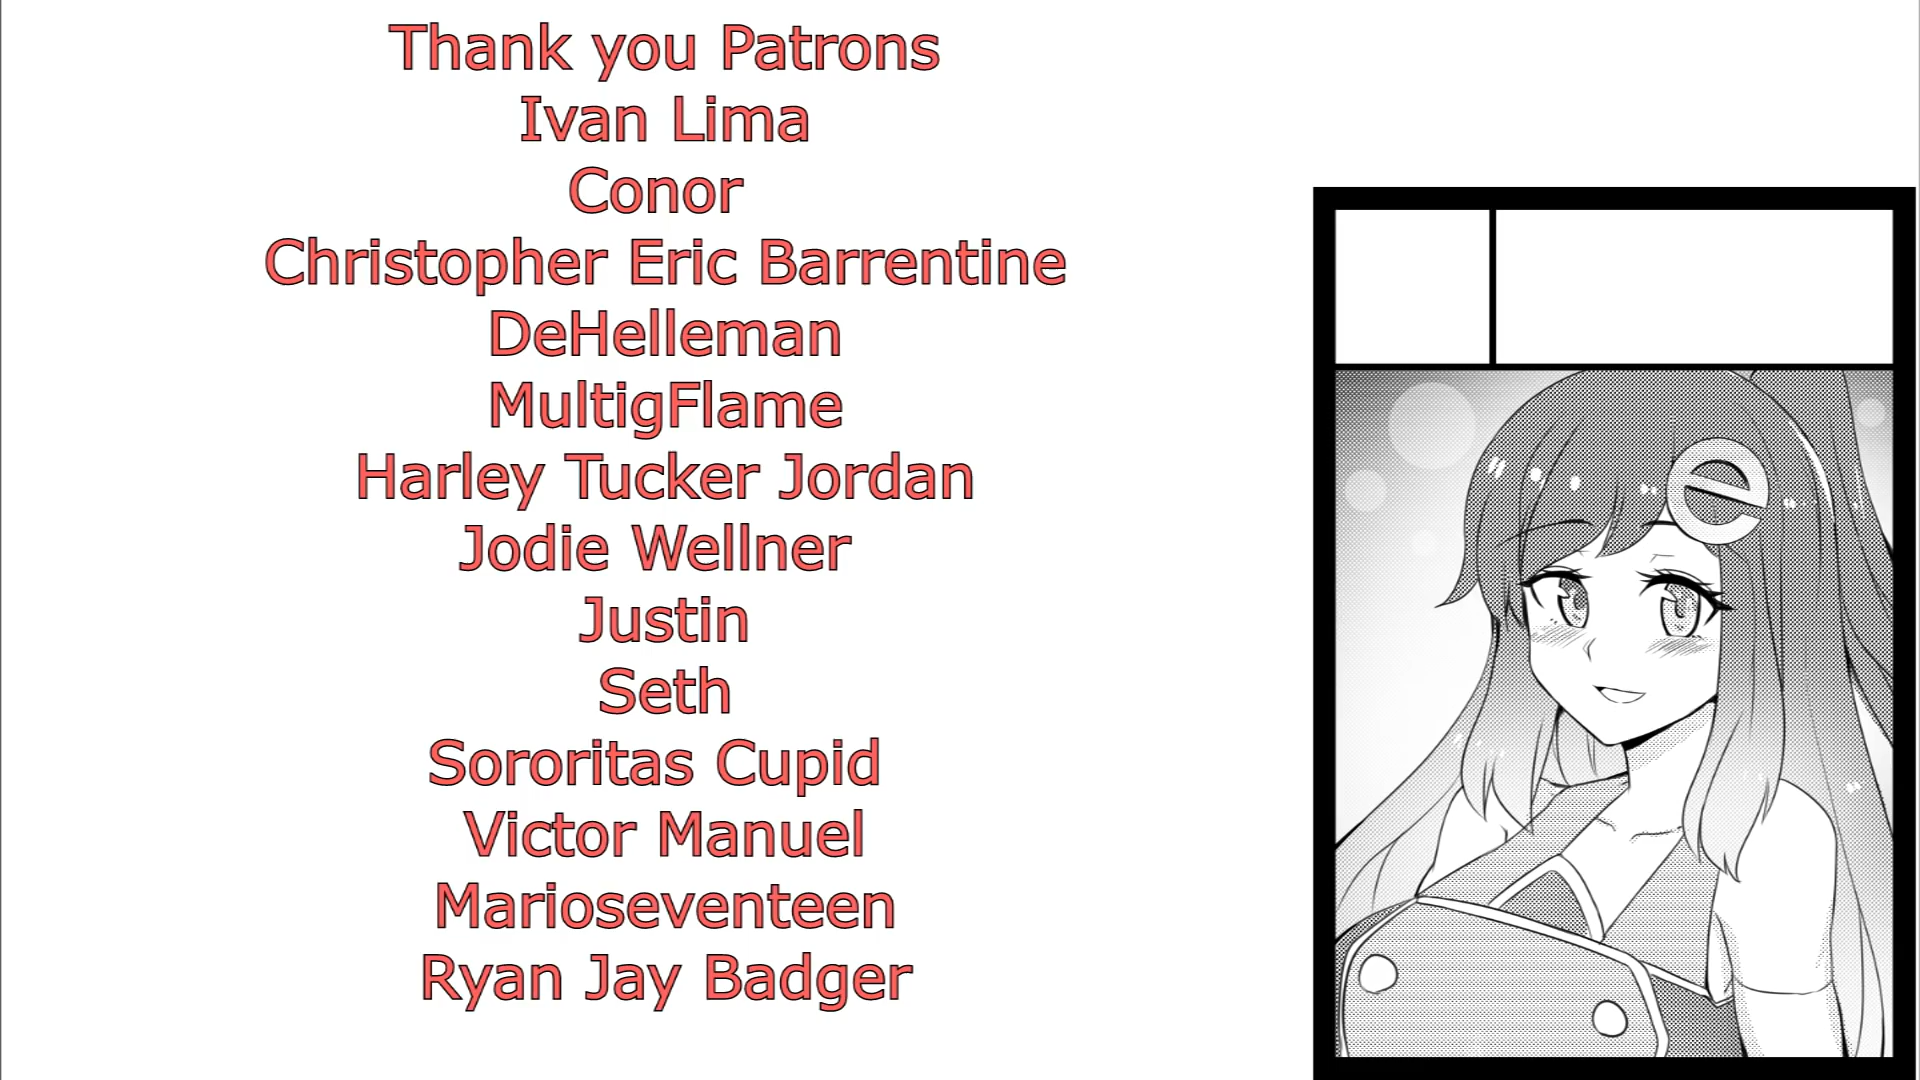 Thank you Patrons
Ivan Lima
Conor
Christopher Eric Barrentine
DeHelleman
MultigFlame
Harley Tucker Jordan
Jodie Wellner
Justin
Seth
Sororitas Cupid
Victor Manuel
Marioseventeen
Ryan Jay Badger
e